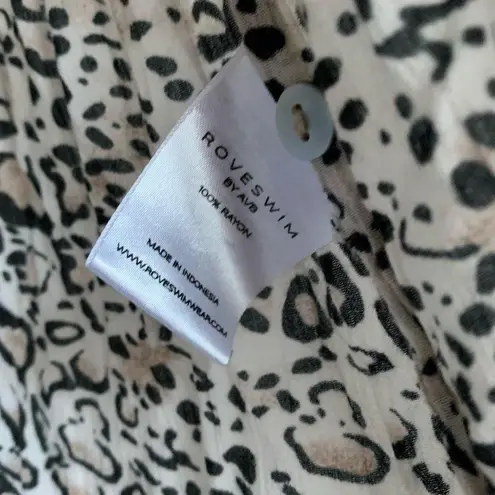 ROVESWIM
BY AVB
100% RAYON
MADE IN INDONESIA
WWW.ROVESWIMWEAR.COM